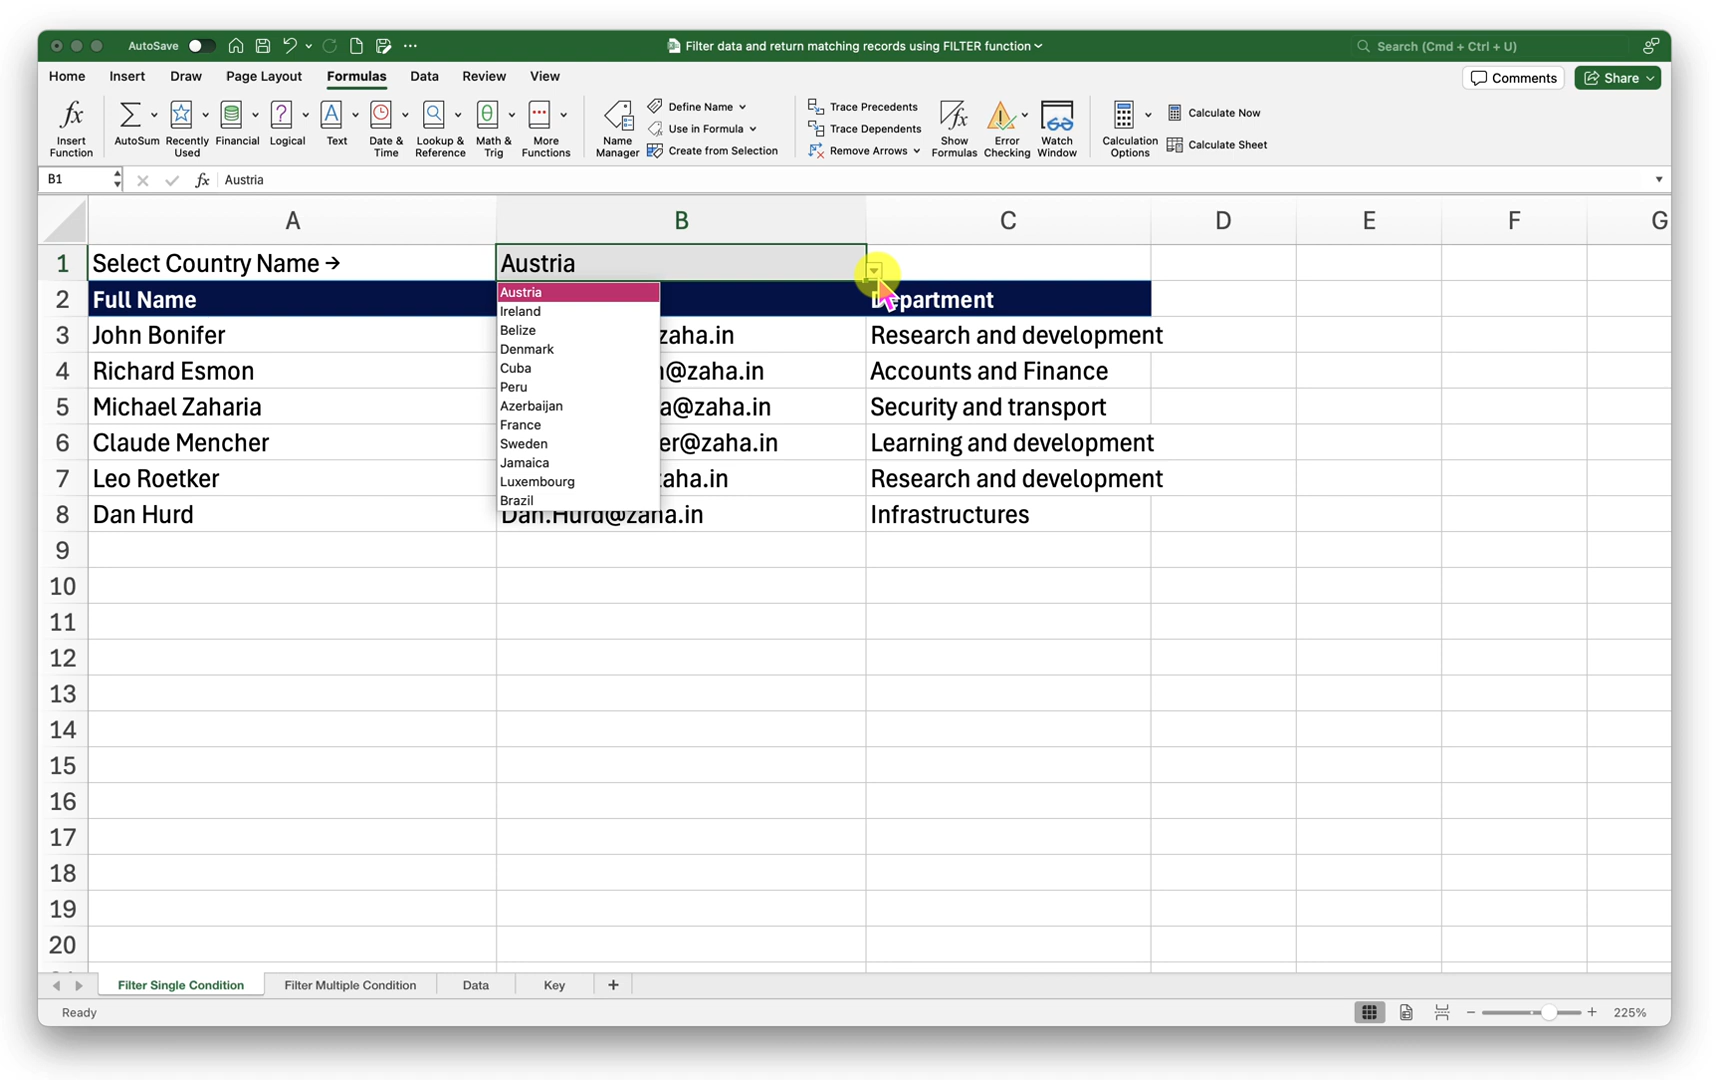 AutoSave
Filter data and return matching records using FILTER function
Search (Cmd + Ctrl + U)
Home Insert Draw Page Layout Formulas Data Review View
Comments
Share
Insert Function
AutoSum
Recently Used
Financial
Logical
Text
Date & Time
Lookup & Reference
Math & Trig
More Functions
Name Manager
Define Name
Use in Formula
Create from Selection
Trace Precedents
Trace Dependents
Remove Arrows
Show Formulas
Error Checking
Watch Window
Calculation Options
Calculate Now
Calculate Sheet
B1 fx Austria
A B C D E F G
1 Select Country Name → Austria
2 Full Name Department
3 John Bonifer zaha.in Research and development
4 Richard Esmon @zaha.in Accounts and Finance
5 Michael Zaharia a@zaha.in Security and transport
6 Claude Mencher er@zaha.in Learning and development
7 Leo Roetker aha.in Research and development
8 Dan Hurd Dan.Hurd@zaha.in Infrastructures
Austria
Ireland
Belize
Denmark
Cuba
Peru
Azerbaijan
France
Sweden
Jamaica
Luxembourg
Brazil
9
10
11
12
13
14
15
16
17
18
19
20
Filter Single Condition Filter Multiple Condition Data Key +
Ready
225%